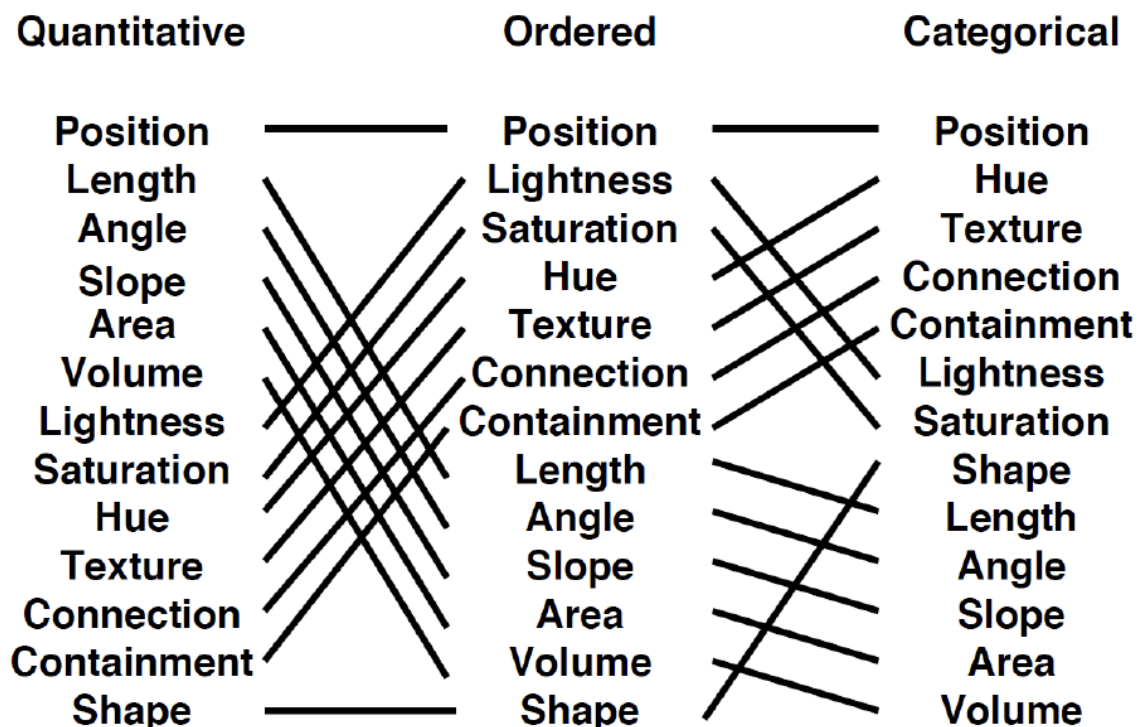 Quantitative Ordered Categorical
Position Position Position
Length Lightness Hue
Angle Saturation Texture
Slope Hue Connection
Area Texture Containment
Volume Connection Lightness
Lightness Containment Saturation
Saturation Length Shape
Hue Angle Length
Texture Slope Angle
Connection Area Slope
Containment Volume Area
Shape Shape Volume